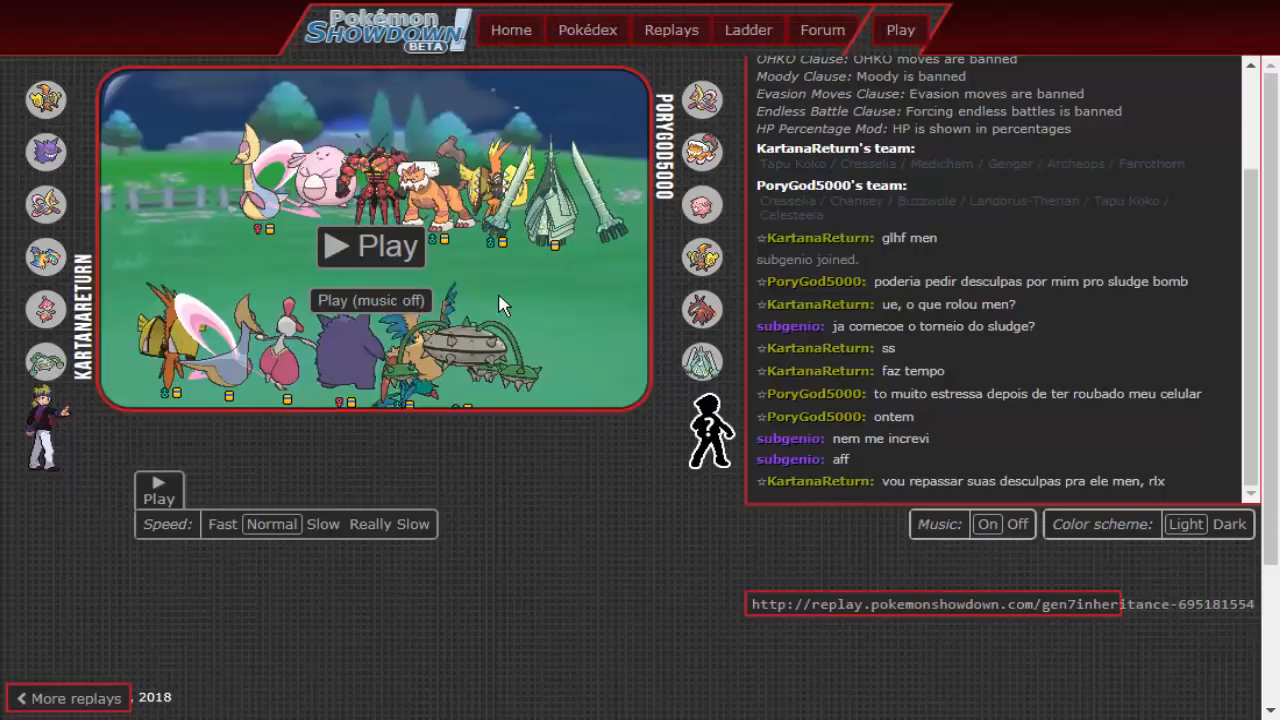 Pokémon
SHOWDOWN!
BETA
Home
Pokédex
Replays
Ladder
Forum
Play
KARTANARETURN
Play
Play (music off)
PORYGOD5000
OHKO Clause: OHKO moves are banned
Moody Clause: Moody is banned
Evasion Moves Clause: Evasion moves are banned
Endless Battle Clause: Forcing endless battles is banned
HP Percentage Mod: HP is shown in percentages
KartanaReturn's team:
Tapu Koko / Cresselia / Medicham / Gengar / Archeops / Ferrothorn
PoryGod5000's team:
Cresselia / Chansey / Buzzwole / Landorus-Therian / Tapu Koko /
Celesteela
☆KartanaReturn: glhf men
subgenio joined.
☆PoryGod5000: poderia pedir desculpas por mim pro sludge bomb
☆KartanaReturn: ue, o que rolou men?
subgenio: ja comecoe o torneio do sludge?
☆KartanaReturn: ss
☆KartanaReturn: faz tempo
☆PoryGod5000: to muito estressa depois de ter roubado meu celular
☆PoryGod5000: ontem
subgenio: nem me increvi
subgenio: aff
☆KartanaReturn: vou repassar suas desculpas pra ele men, rlx
Play
Speed: Fast Normal Slow Really Slow
Music: On Off
Color scheme: Light Dark
http://replay.pokemonshowdown.com/gen7inheritance-695181554
More replays
, 2018